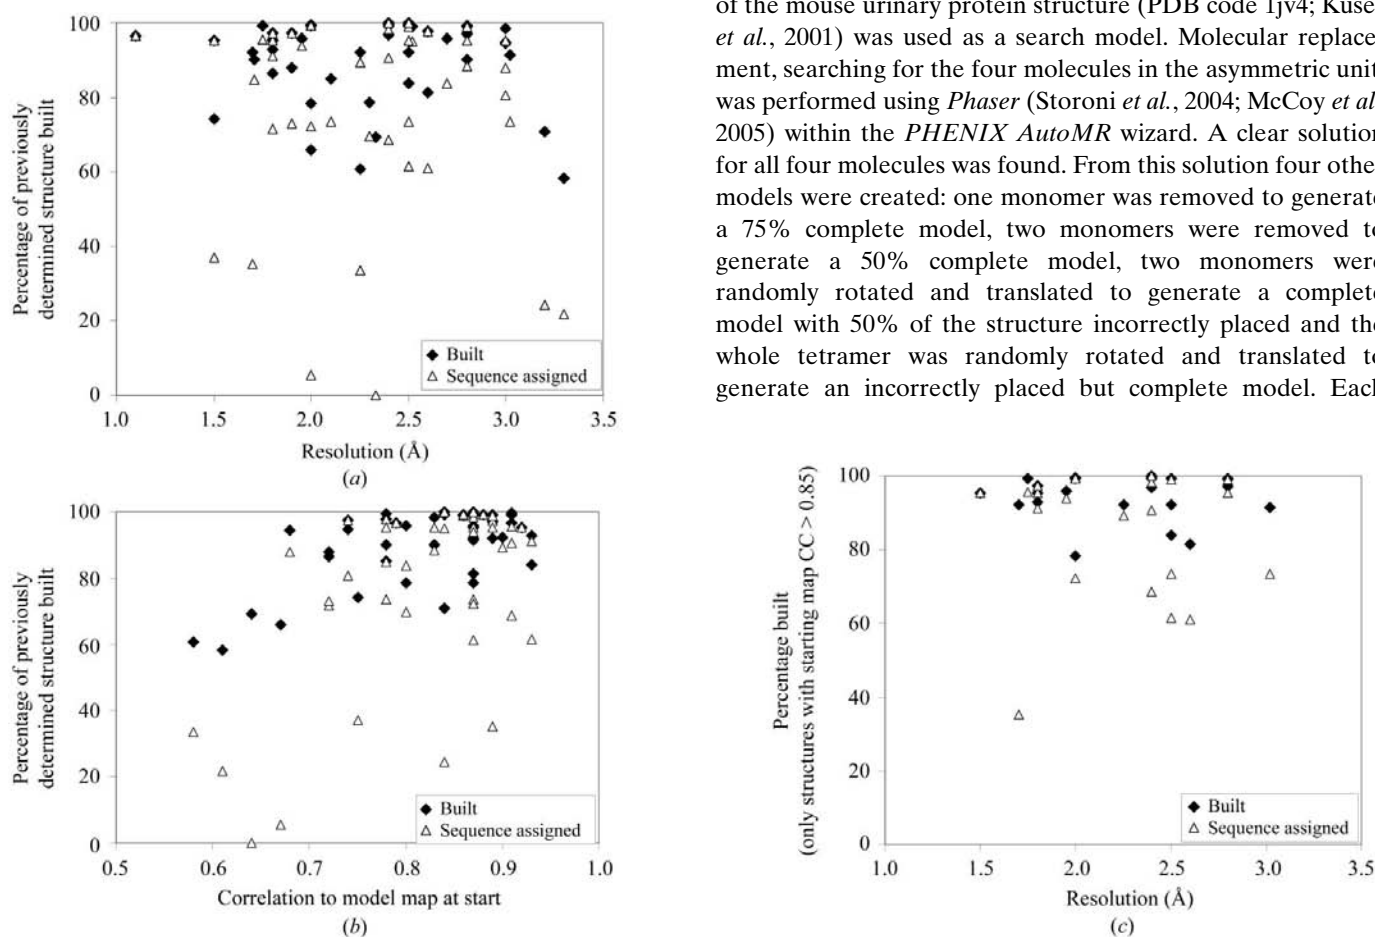 100
80
60
40
20
0
1.0 1.5 2.0 2.5 3.0 3.5
Percentage of previously
determined structure built
Built
Sequence assigned
Resolution (Å)
(a)
of the mouse urinary protein structure (PDB code 1jv4; Kuse
et al., 2001) was used as a search model. Molecular replace
ment, searching for the four molecules in the asymmetric unit
was performed using Phaser (Storoni et al., 2004; McCoy et al
2005) within the PHENIX AutoMR wizard. A clear solution
for all four molecules was found. From this solution four othe
models were created: one monomer was removed to generate
a 75% complete model, two monomers were removed to
generate a 50% complete model, two monomers were
randomly rotated and translated to generate a complete
model with 50% of the structure incorrectly placed and the
whole tetramer was randomly rotated and translated to
generate an incorrectly placed but complete model. Each
100
80
60
40
20
0
0.5 0.6 0.7 0.8 0.9 1.0
Percentage of previously
determined structure built
Built
Sequence assigned
Correlation to model map at start
(b)
100
80
60
40
20
0
1.0 1.5 2.0 2.5 3.0 3.5
Percentage built
(only structures with starting map CC > 0.85)
Built
Sequence assigned
Resolution (Å)
(c)